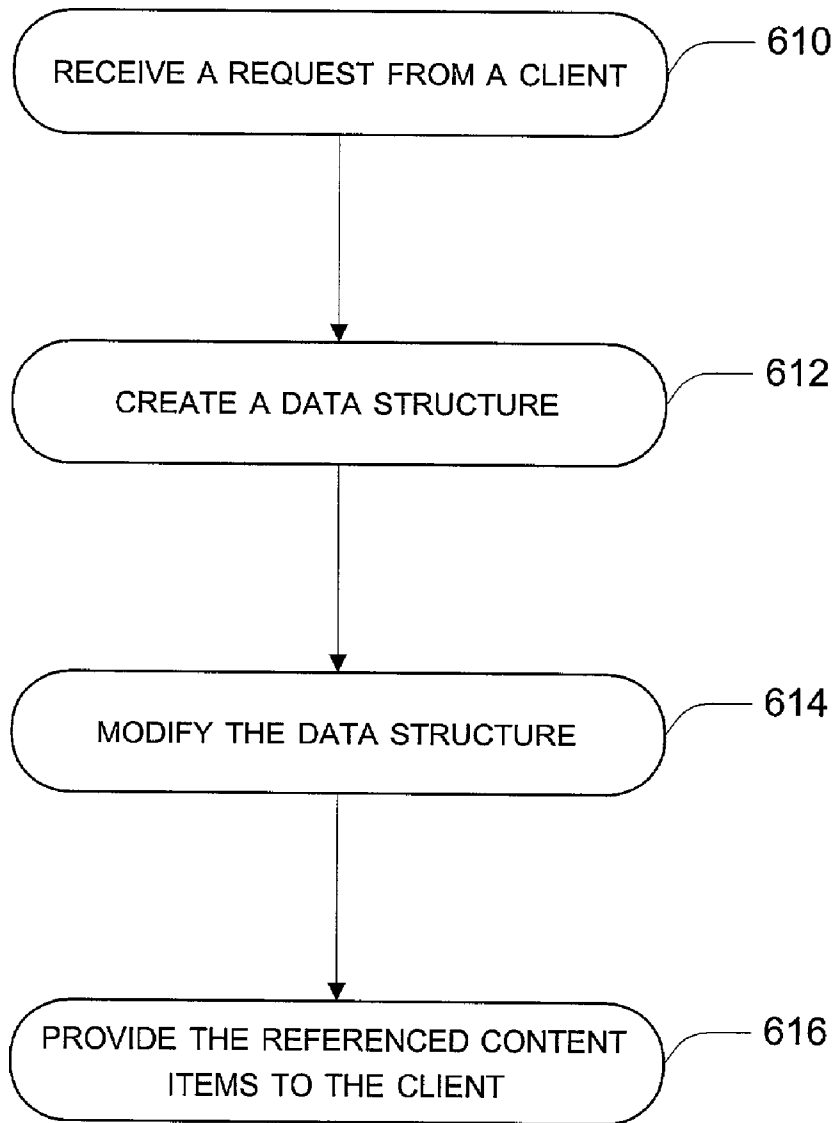 RECEIVE A REQUEST FROM A CLIENT
610
CREATE A DATA STRUCTURE
612
MODIFY THE DATA STRUCTURE
614
PROVIDE THE REFERENCED CONTENT
ITEMS TO THE CLIENT
616